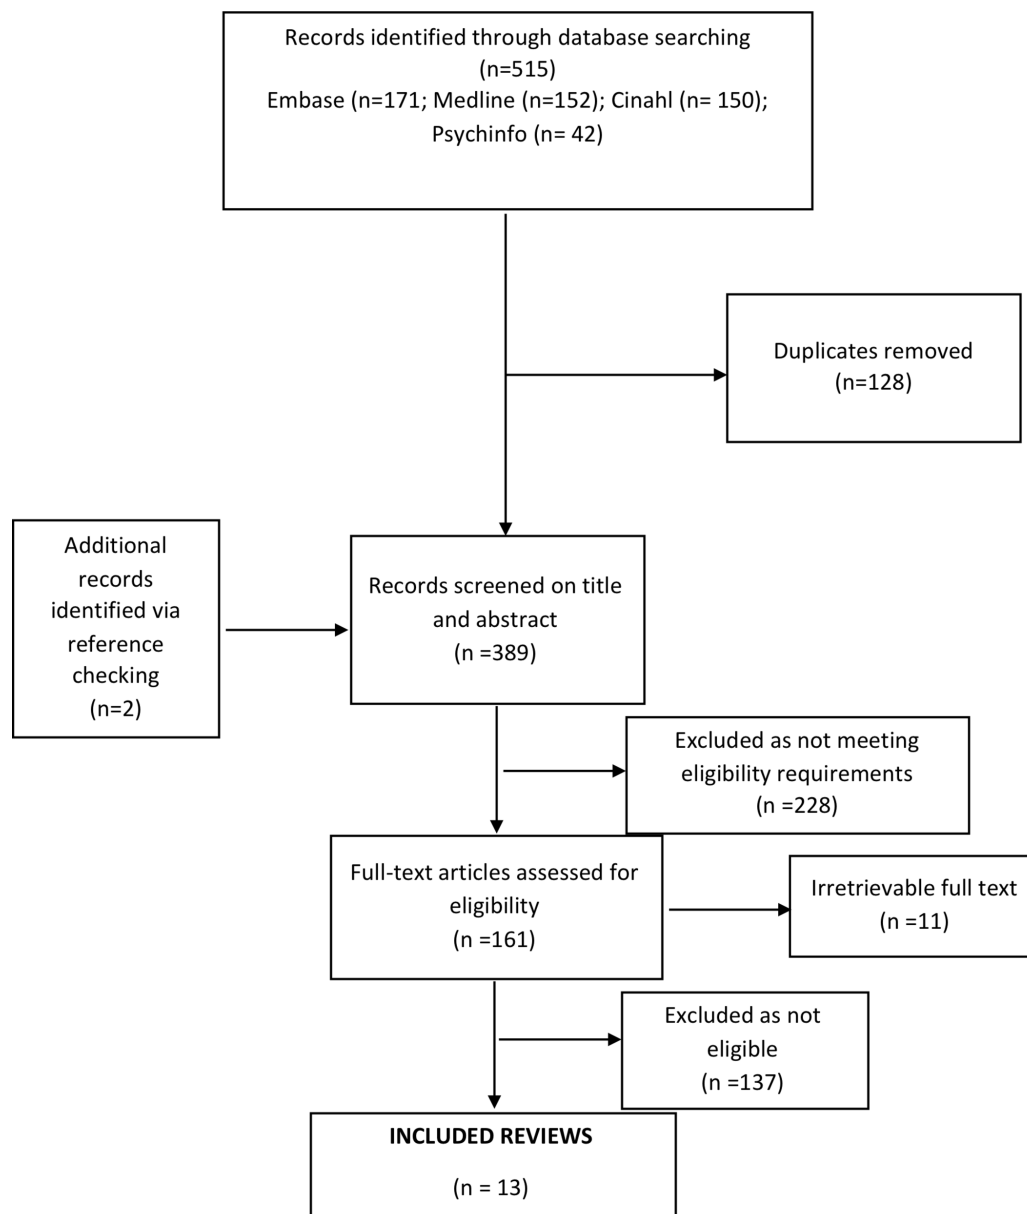 Records identified through database searching
(n=515)
Embase (n=171; Medline (n=152); Cinahl (n= 150);
Psychinfo (n= 42)
Duplicates removed
(n=128)
Additional
records
identified via
reference
checking
(n=2)
Records screened on title
and abstract
(n =389)
Excluded as not meeting
eligibility requirements
(n =228)
Full-text articles assessed for
eligibility
(n =161)
Irretrievable full text
(n =11)
Excluded as not
eligible
(n =137)
INCLUDED REVIEWS
(n = 13)